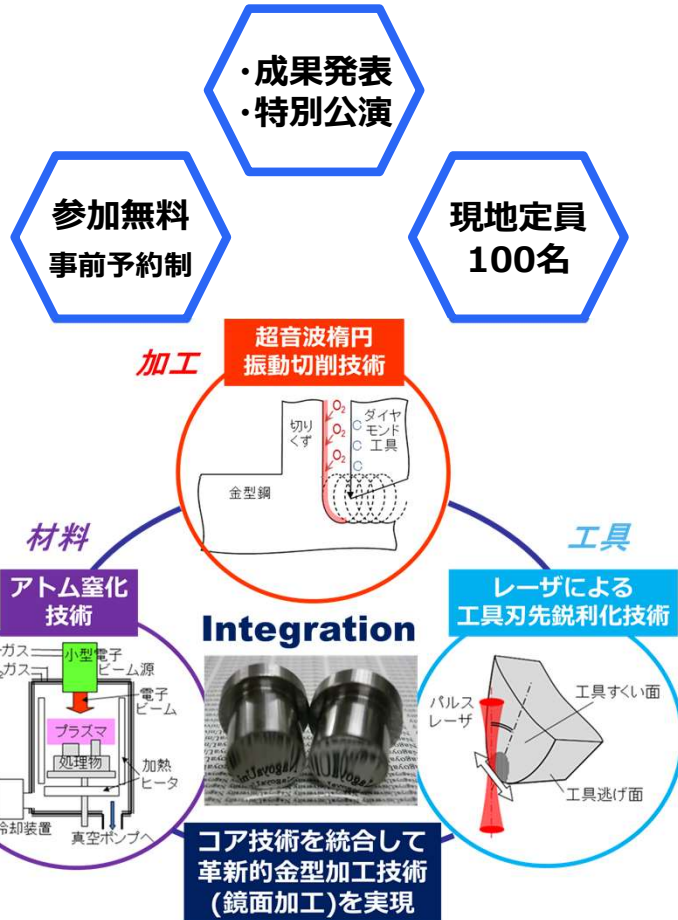 ・成果発表
・特別公演
参加無料
事前予約制
現地定員
100名
加工
超音波楕円
振動切削技術
切り
くず
O₂
O₂
O₂
C
C
C
ダイヤ
モンド
工具
金型鋼
材料
アトム窒化
技術
ガス
ガス
小型電子
ビーム源
電子
ビーム
プラズマ
処理物
加熱
ヒータ
冷却装置
真空ポンプへ
Integration
工具
レーザによる
工具刃先鋭利化技術
パルス
レーザ
工具すくい面
工具逃げ面
コア技術を統合して
革新的金型加工技術
(鏡面加工)を実現